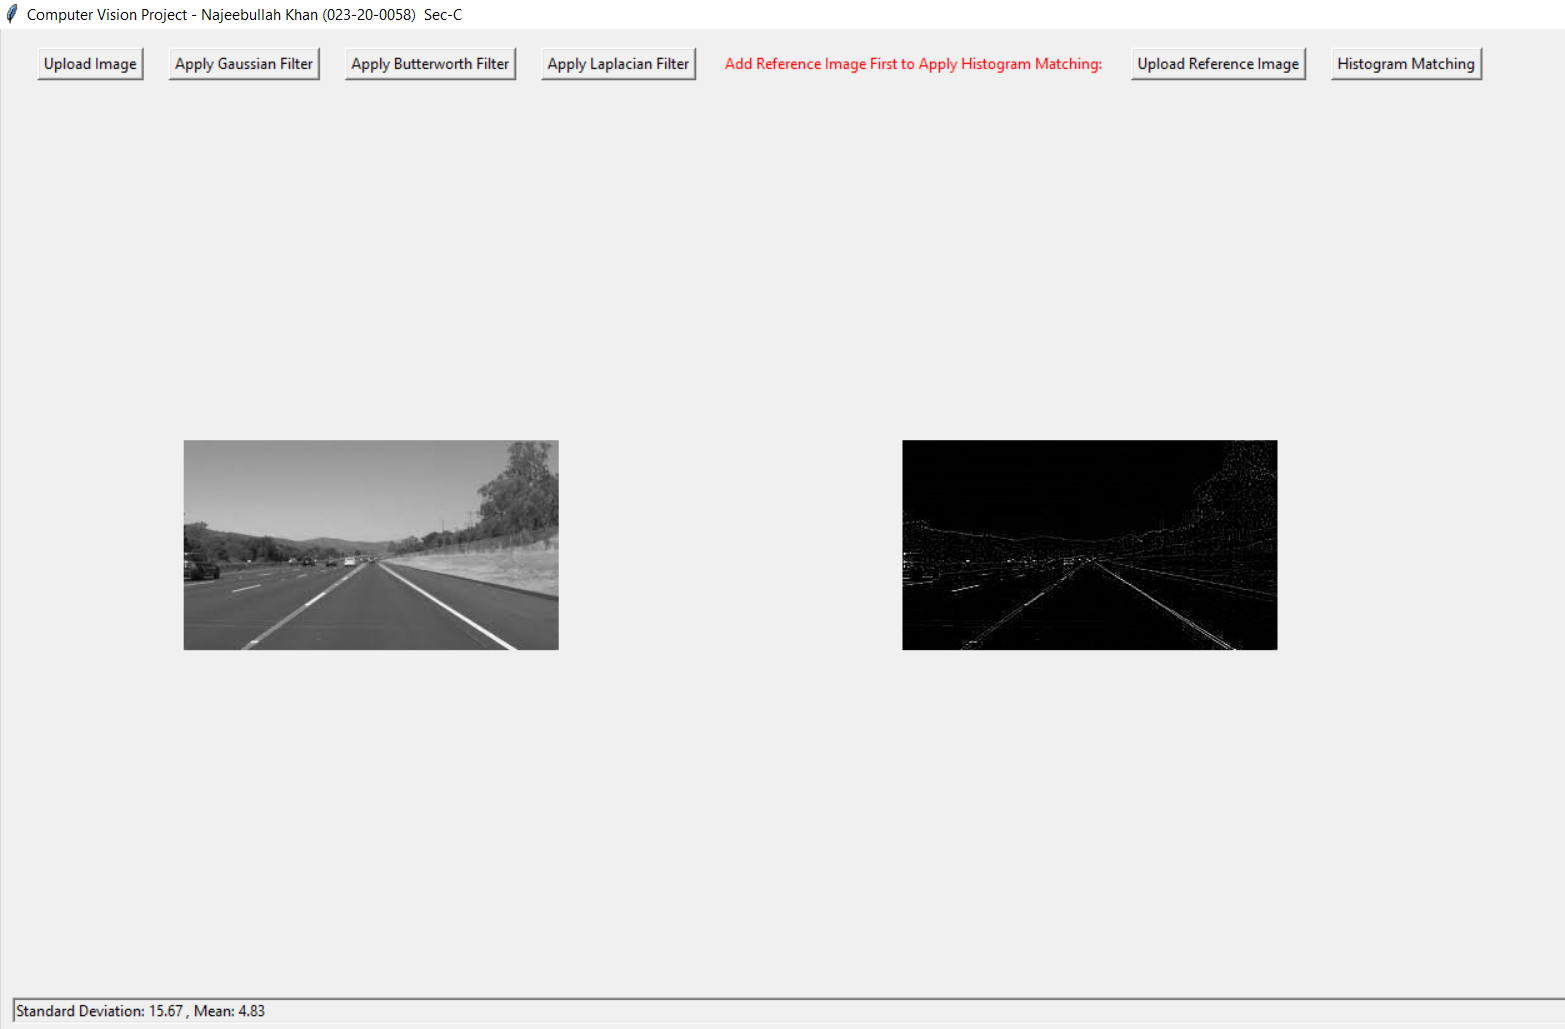 Computer Vision Project - Najeebullah Khan (023-20-0058)  Sec-C
Upload Image Apply Gaussian Filter Apply Butterworth Filter Apply Laplacian Filter Add Reference Image First to Apply Histogram Matching: Upload Reference Image Histogram Matching
Standard Deviation: 15.67 , Mean: 4.83